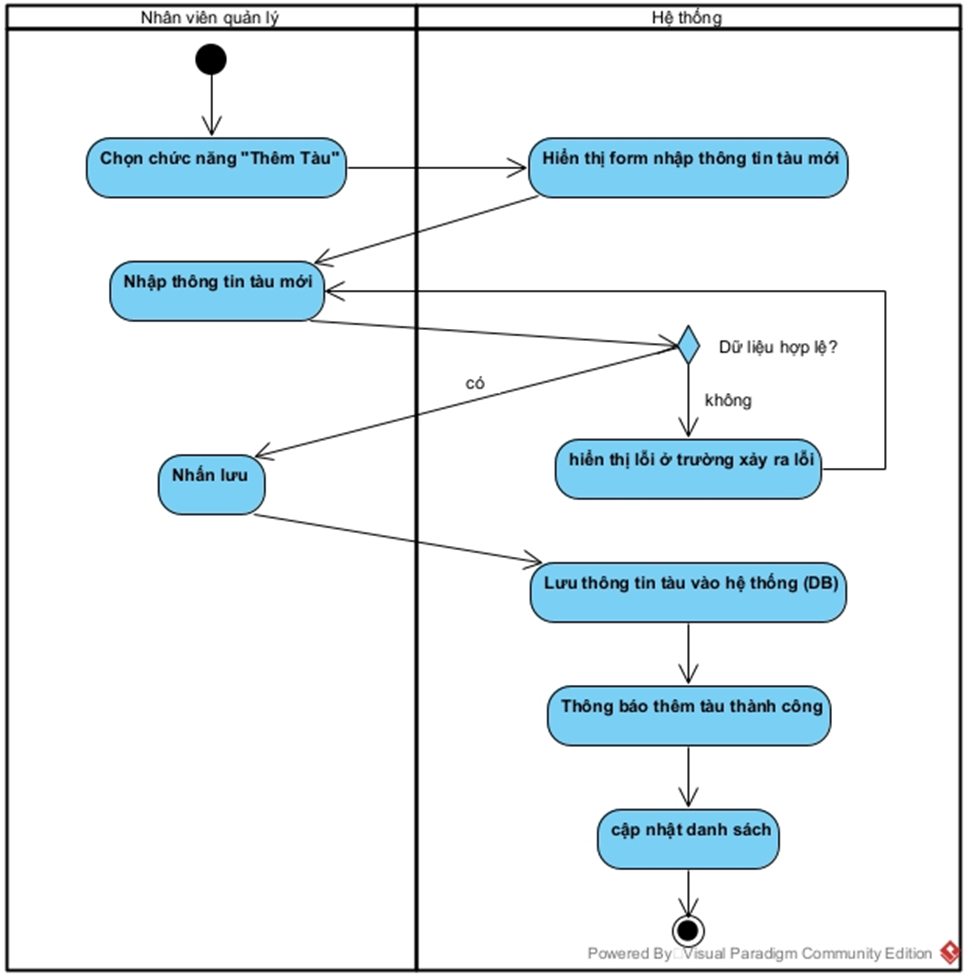 Nhân viên quản lý
Hệ thống
Chọn chức năng "Thêm Tàu"
Hiển thị form nhập thông tin tàu mới
Nhập thông tin tàu mới
Dữ liệu hợp lệ?
có
không
hiển thị lỗi ở trường xảy ra lỗi
Nhấn lưu
Lưu thông tin tàu vào hệ thống (DB)
Thông báo thêm tàu thành công
cập nhật danh sách
Powered By Visual Paradigm Community Edition